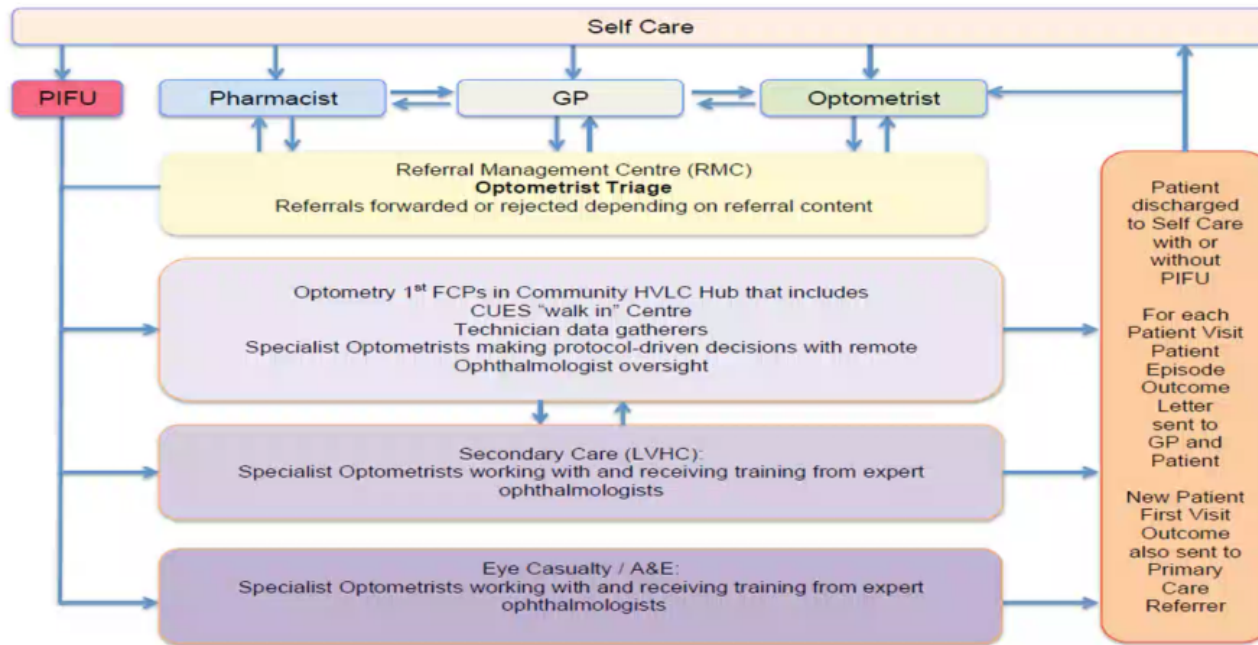 Self Care
PIFU
Pharmacist
GP
Optometrist
Referral Management Centre (RMC)
Optometrist Triage
Referrals forwarded or rejected depending on referral content
Optometry 1st FCPs in Community HVLC Hub that includes
CUES "walk in" Centre
Technician data gatherers
Specialist Optometrists making protocol-driven decisions with remote
Ophthalmologist oversight
Secondary Care (LVHC):
Specialist Optometrists working with and receiving training from expert
ophthalmologists
Eye Casualty / A&E:
Specialist Optometrists working with and receiving training from expert
ophthalmologists
Patient
discharged
to Self Care
with or
without
PIFU
For each
Patient Visit
Patient
Episode
Outcome
Letter
sent to
GP and
Patient
New Patient
First Visit
Outcome
also sent to
Primary
Care
Referrer